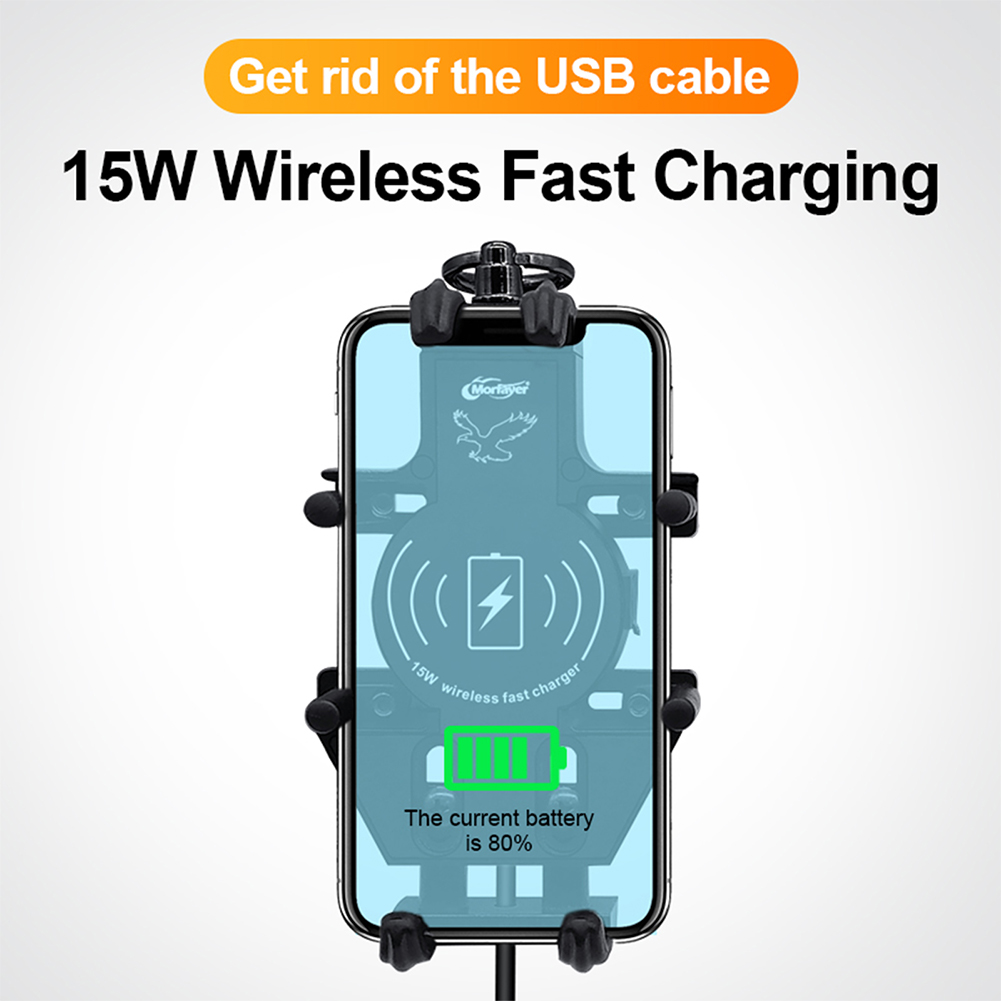 Get rid of the USB cable
15W Wireless Fast Charging
Morfayer®
15W wireless fast charger
The current battery
is 80%